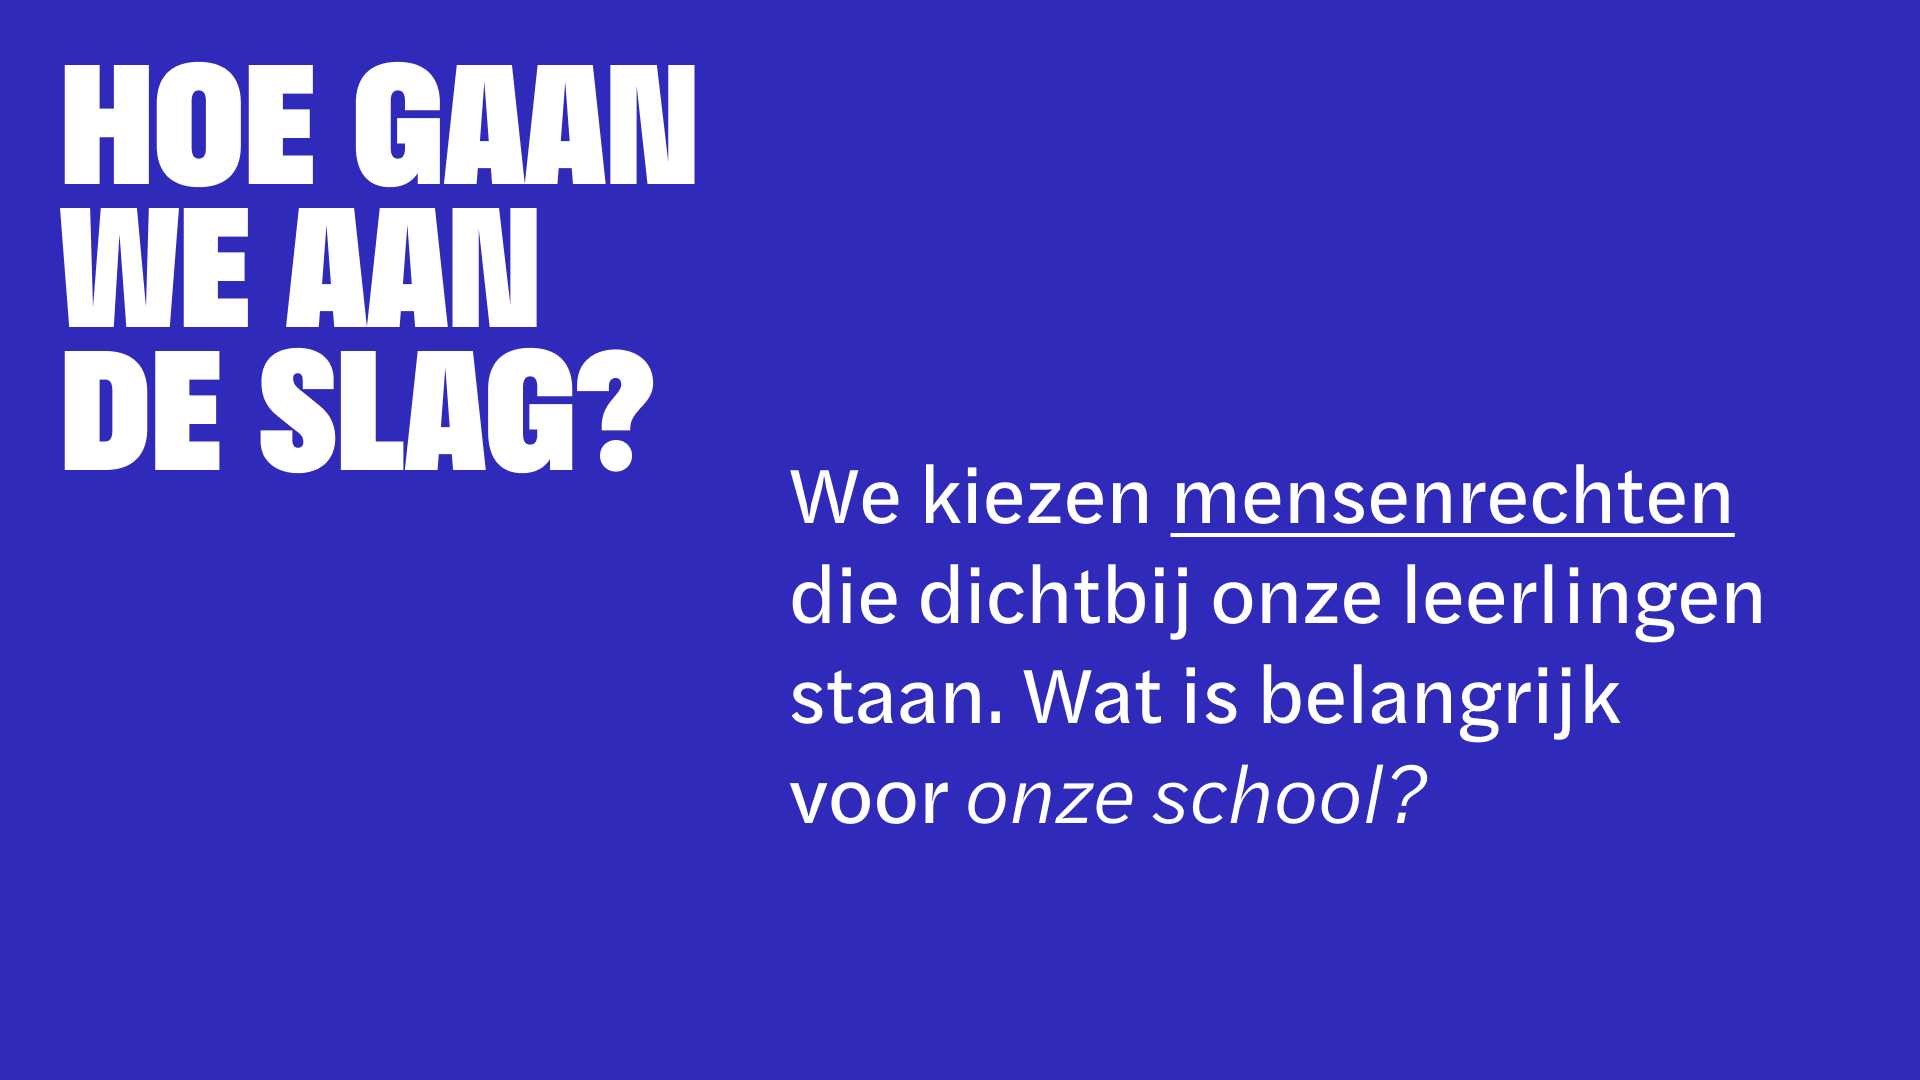 HOE GAAN
WE AAN
DE SLAG?
We kiezen mensenrechten
die dichtbij onze leerlingen
staan. Wat is belangrijk
voor onze school?